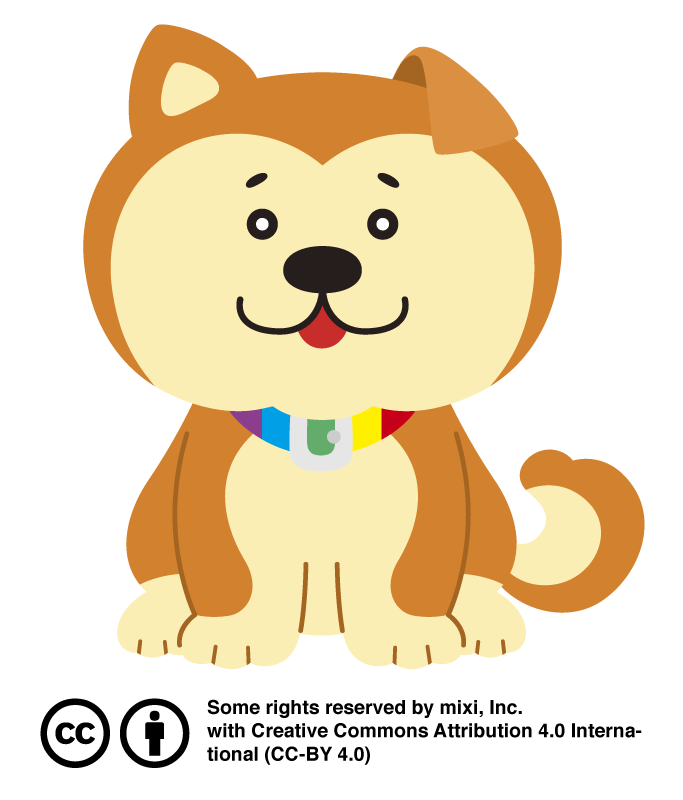 cc
Some rights reserved by mixi, Inc.
with Creative Commons Attribution 4.0 Interna-
tional (CC-BY 4.0)